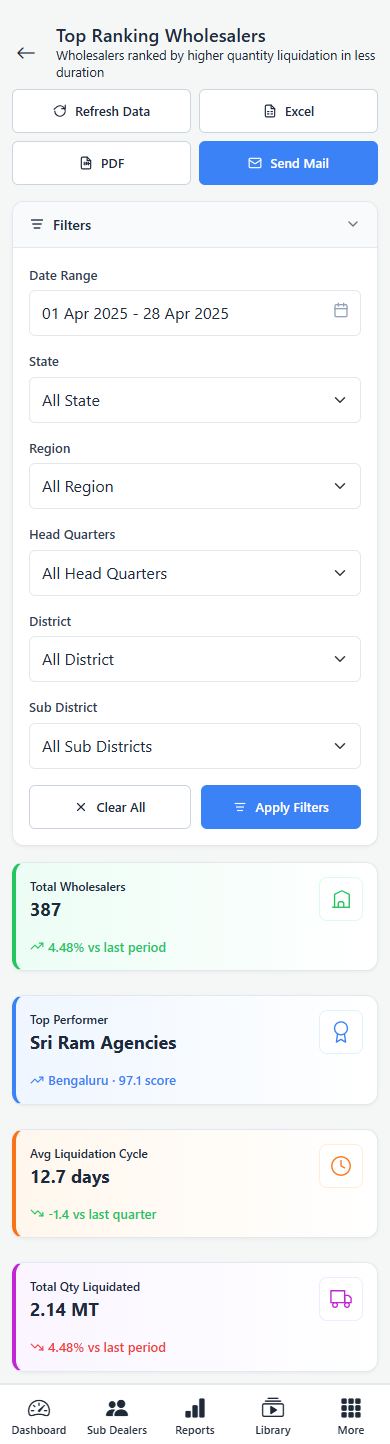 Top Ranking Wholesalers
Wholesalers ranked by higher quantity liquidation in less
duration
Refresh Data
Excel
PDF
Send Mail
Filters
Date Range
01 Apr 2025 - 28 Apr 2025
State
All State
Region
All Region
Head Quarters
All Head Quarters
District
All District
Sub District
All Sub Districts
Clear All
Apply Filters
Total Wholesalers
387
4.48% vs last period
Top Performer
Sri Ram Agencies
Bengaluru · 97.1 score
Avg Liquidation Cycle
12.7 days
-1.4 vs last quarter
Total Qty Liquidated
2.14 MT
4.48% vs last period
Dashboard
Sub Dealers
Reports
Library
More